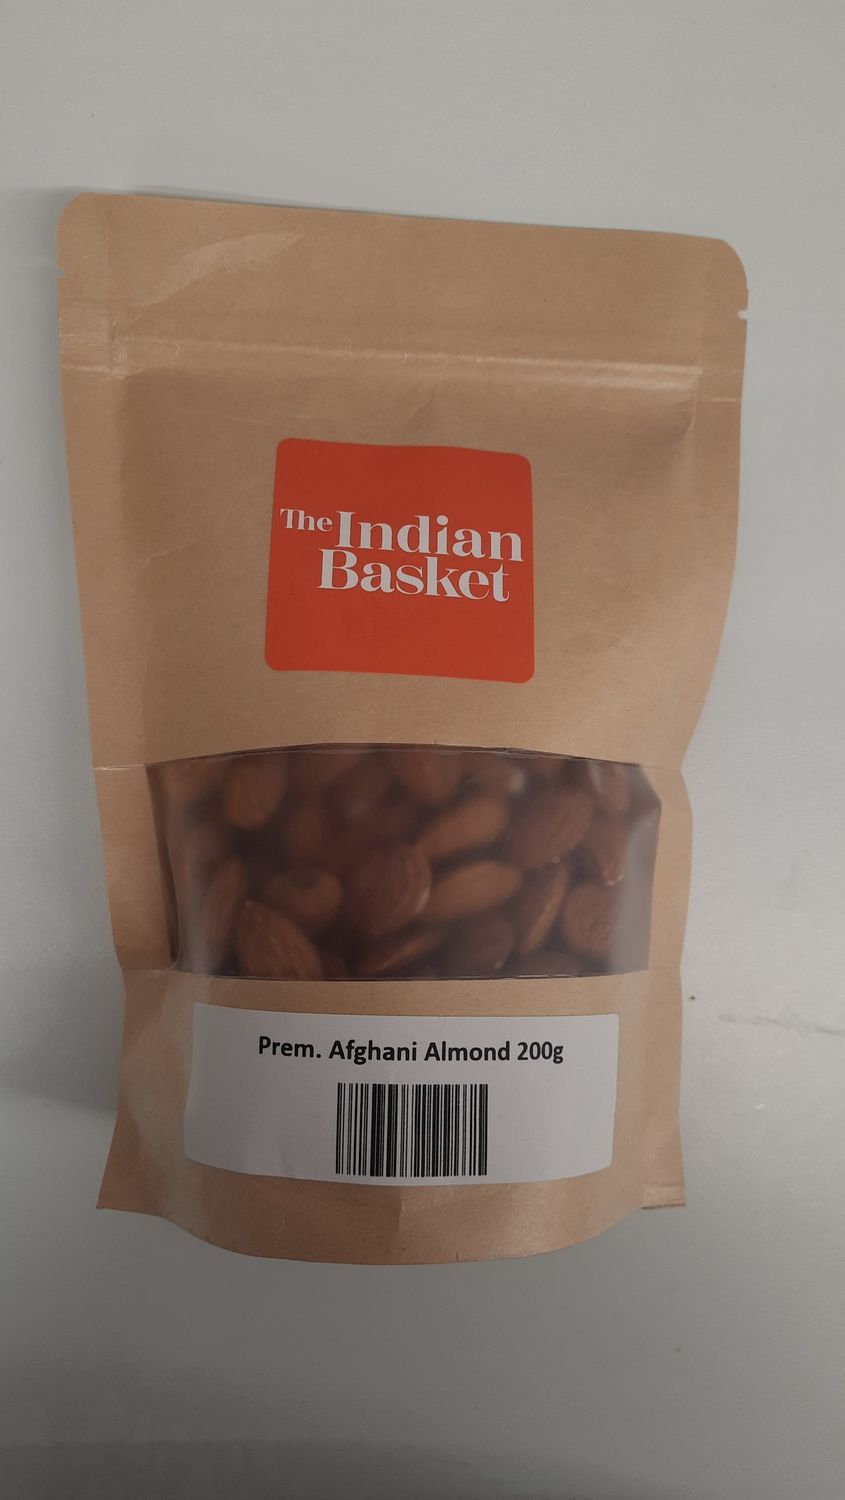 The Indian
Basket
Prem. Afghani Almond 200g